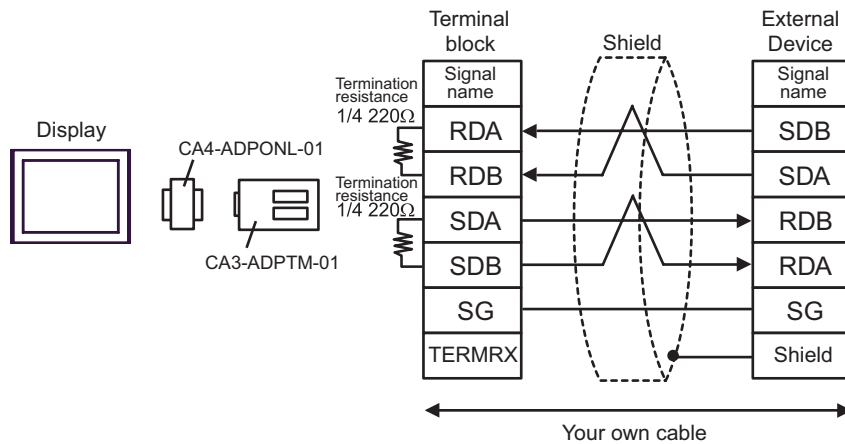 Terminal
block
Shield
External
Device
Signal
name
Signal
name
Termination
resistance
1/4 220Ω
RDA
SDB
Display
CA4-ADPONL-01
RDB
SDA
Termination
resistance
1/4 220Ω
SDA
RDB
CA3-ADPTM-01
SDB
RDA
SG
SG
TERMRX
Shield
Your own cable